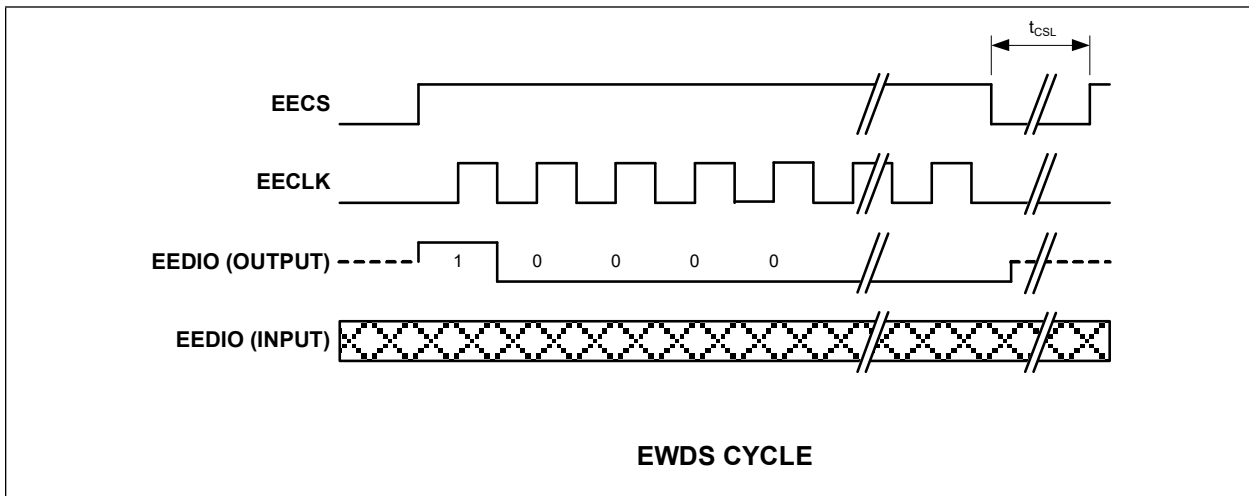 tCSL
EECS
EECLK
EEDIO (OUTPUT)
1 0 0 0 0
EEDIO (INPUT)
EWDS CYCLE